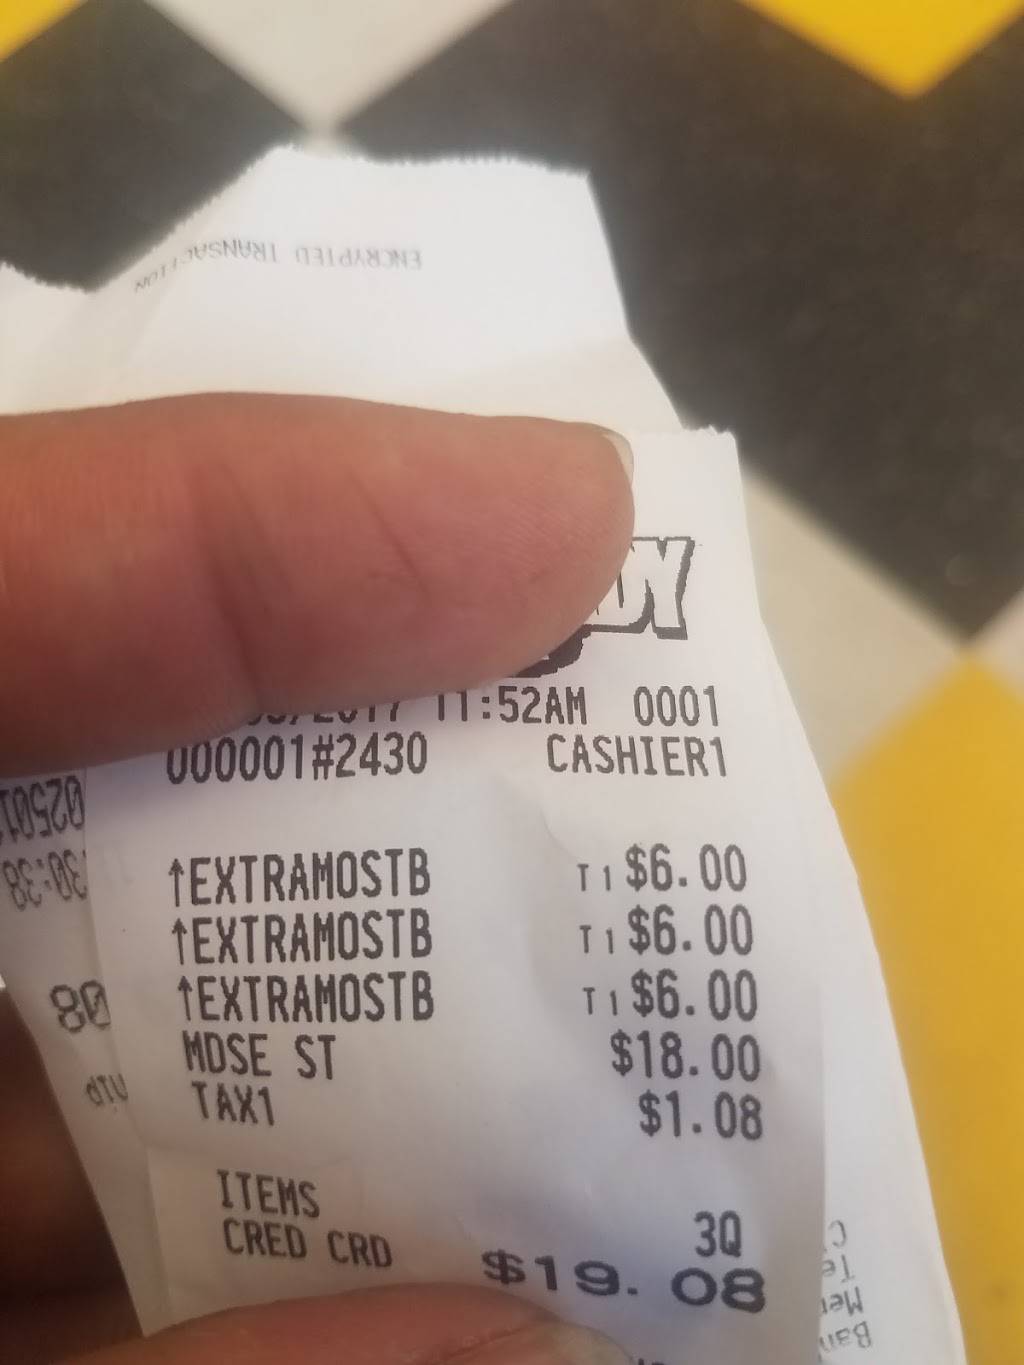 ENCRYPTED TRANSACTION
11:52AM 0001
000001#2430 CASHIER1
↑EXTRAMOSTB T1 $6.00
↑EXTRAMOSTB T1 $6.00
↑EXTRAMOSTB T1 $6.00
MDSE ST $18.00
TAX1 $1.08
ITEMS 3Q
CRED CRD $19.08